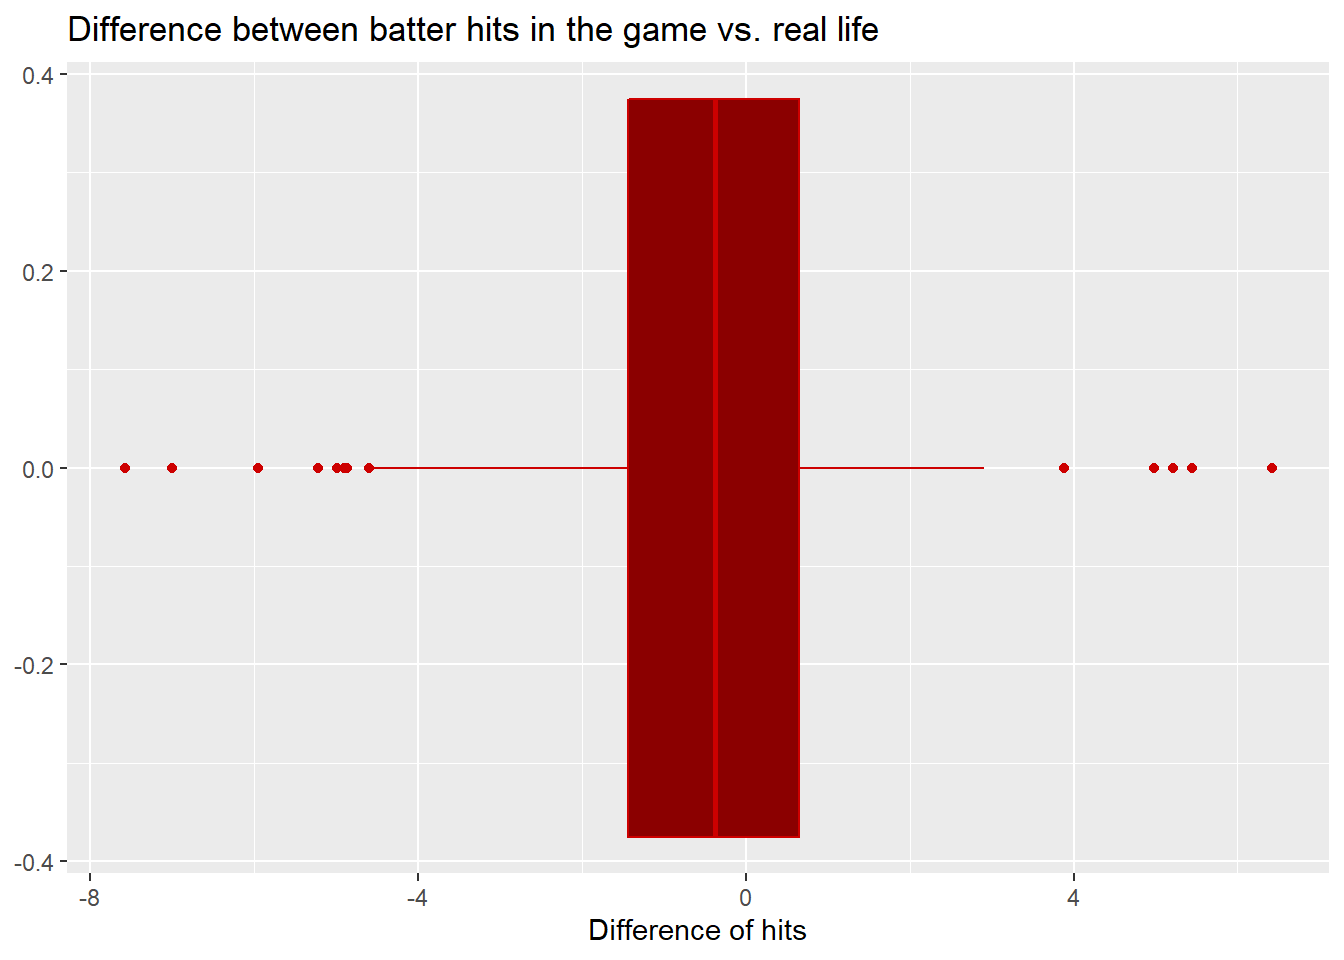 Difference between batter hits in the game vs. real life
0.4
0.2
0.0
-0.2
-0.4
-8 -4 0 4
Difference of hits